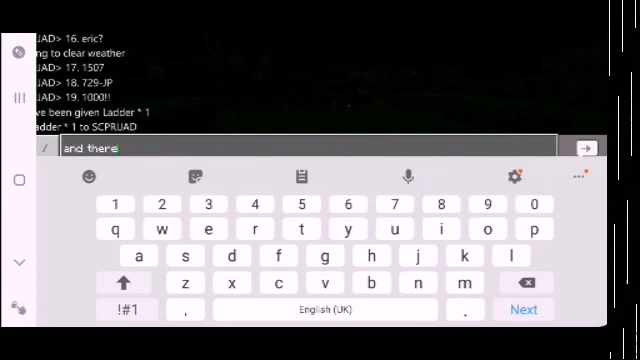 JAD> 16. eric?
ng to clear weather
JAD> 17. 1507
JAD> 18. 729-JP
JAD> 19. 1000!!
ve been given Ladder * 1
adder * 1 to SCPRUAD
/ and there
1 2 3 4 5 6 7 8 9 0
q w e r t y u i o p
a s d f g h j k l
z x c v b n m
!#1 , English (UK) . Next